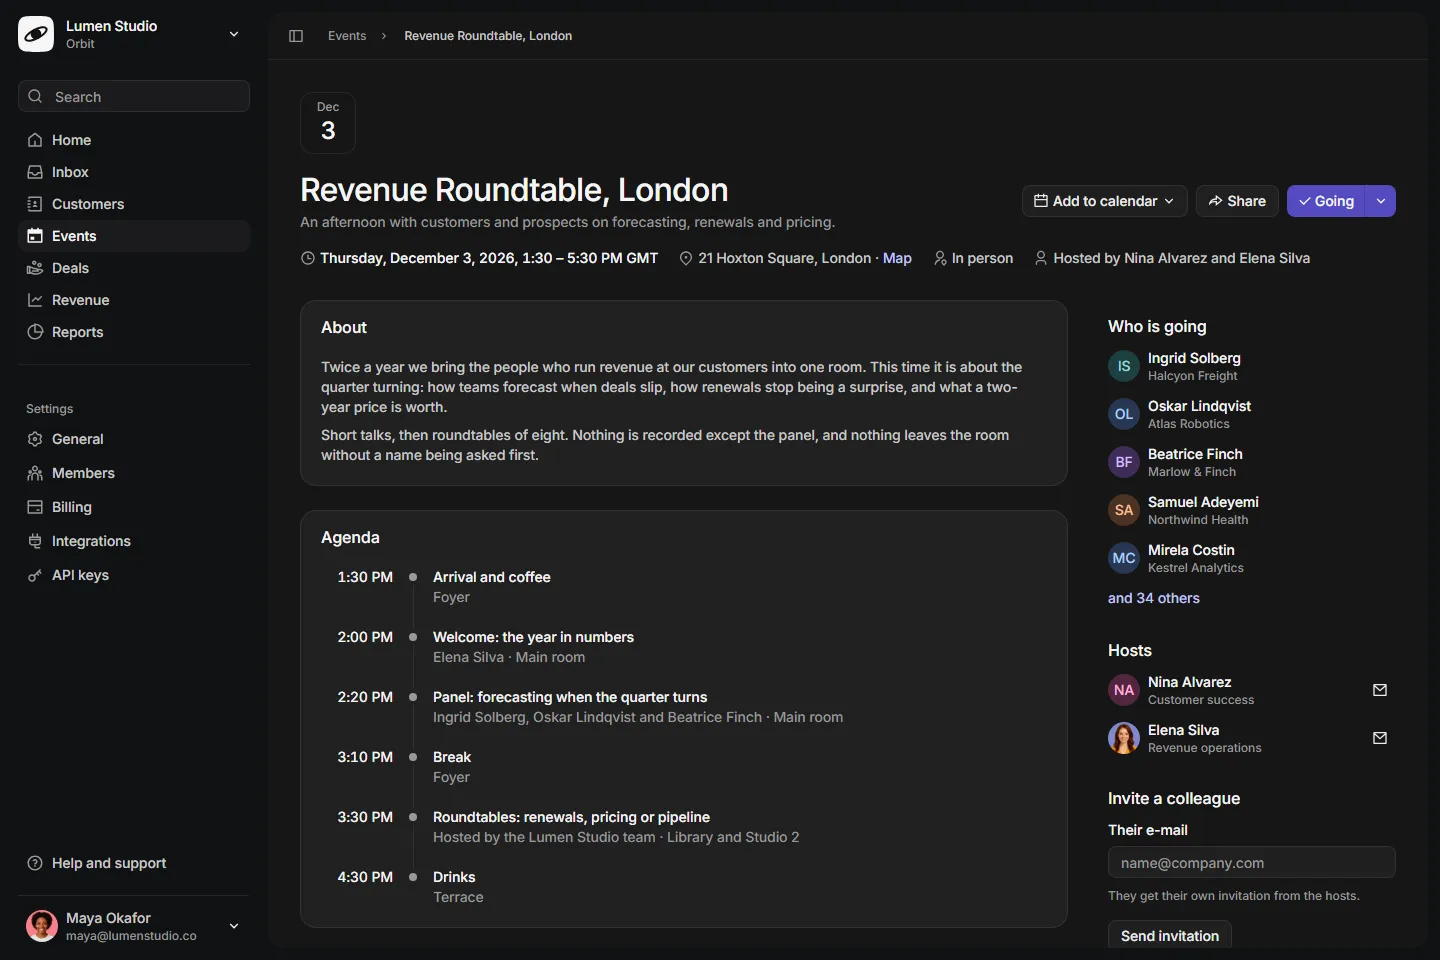 Lumen Studio
Orbit
Search
Home
Inbox
Customers
Events
Deals
Revenue
Reports
Settings
General
Members
Billing
Integrations
API keys
Help and support
Maya Okafor
maya@lumenstudio.co
Events
Revenue Roundtable, London
Dec
3
Revenue Roundtable, London
An afternoon with customers and prospects on forecasting, renewals and pricing.
Add to calendar
Share
Going
Thursday, December 3, 2026, 1:30 – 5:30 PM GMT
21 Hoxton Square, London · Map
In person
Hosted by Nina Alvarez and Elena Silva
About
Twice a year we bring the people who run revenue at our customers into one room. This time it is about the
quarter turning: how teams forecast when deals slip, how renewals stop being a surprise, and what a two-
year price is worth.
Short talks, then roundtables of eight. Nothing is recorded except the panel, and nothing leaves the room
without a name being asked first.
Agenda
1:30 PM
Arrival and coffee
Foyer
2:00 PM
Welcome: the year in numbers
Elena Silva · Main room
2:20 PM
Panel: forecasting when the quarter turns
Ingrid Solberg, Oskar Lindqvist and Beatrice Finch · Main room
3:10 PM
Break
Foyer
3:30 PM
Roundtables: renewals, pricing or pipeline
Hosted by the Lumen Studio team · Library and Studio 2
4:30 PM
Drinks
Terrace
Who is going
IS
Ingrid Solberg
Halcyon Freight
OL
Oskar Lindqvist
Atlas Robotics
BF
Beatrice Finch
Marlow & Finch
SA
Samuel Adeyemi
Northwind Health
MC
Mirela Costin
Kestrel Analytics
and 34 others
Hosts
NA
Nina Alvarez
Customer success
Elena Silva
Revenue operations
Invite a colleague
Their e-mail
name@company.com
They get their own invitation from the hosts.
Send invitation